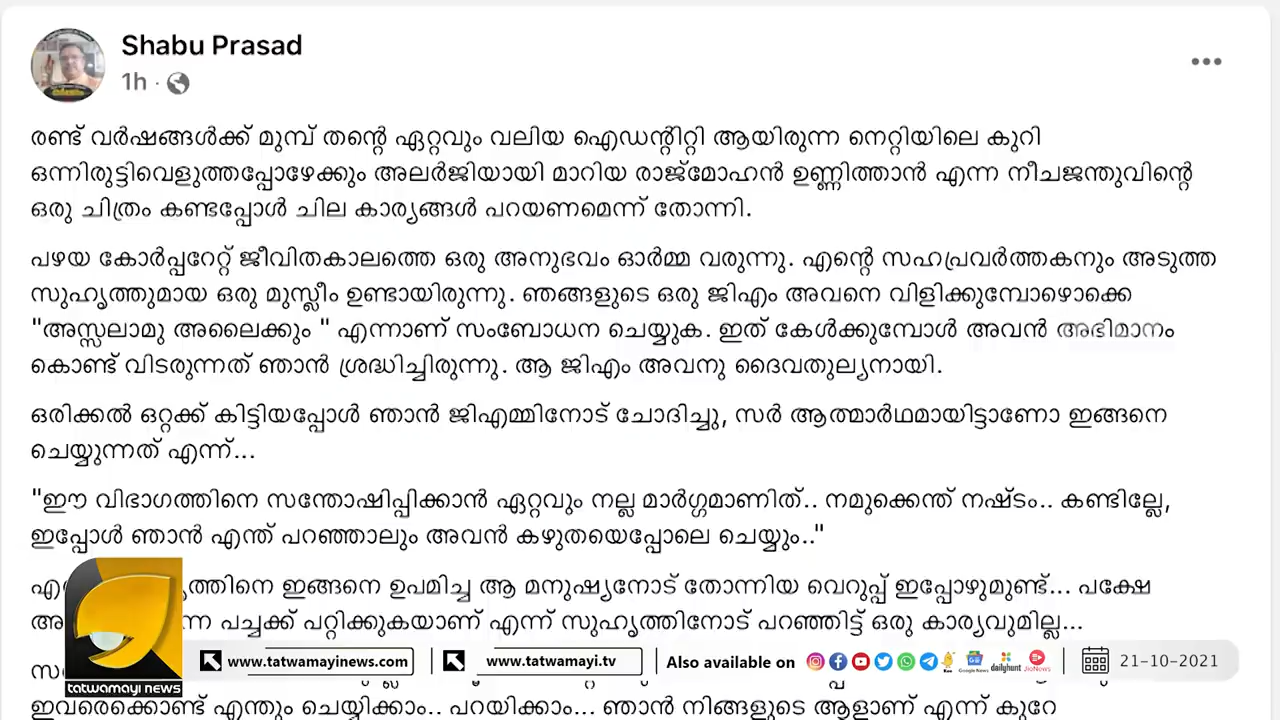 Shabu Prasad
1h ·
രണ്ട് വർഷങ്ങൾക്ക് മുമ്പ് തന്റെ ഏറ്റവും വലിയ ഐഡന്റിറ്റി ആയിരുന്ന നെറ്റിയിലെ കുറി
ഒന്നിരുട്ടിവെളുത്തപ്പോഴേക്കും അലർജിയായി മാറിയ രാജ്മോഹൻ ഉണ്ണിത്താൻ എന്ന നീചജന്തുവിന്റെ
ഒരു ചിത്രം കണ്ടപ്പോൾ ചില കാര്യങ്ങൾ പറയണമെന്ന് തോന്നി.
പഴയ കോർപ്പറേറ്റ് ജീവിതകാലത്തെ ഒരു അനുഭവം ഓർമ്മ വരുന്നു. എന്റെ സഹപ്രവർത്തകനും അടുത്ത
സുഹൃത്തുമായ ഒരു മുസ്ലീം ഉണ്ടായിരുന്നു. ഞങ്ങളുടെ ഒരു ജിഎം അവനെ വിളിക്കുമ്പോഴൊക്കെ
"അസ്സലാമു അലൈക്കും " എന്നാണ് സംബോധന ചെയ്യുക. ഇത് കേൾക്കുമ്പോൾ അവൻ അഭിമാനം
കൊണ്ട് വിടരുന്നത് ഞാൻ ശ്രദ്ധിച്ചിരുന്നു. ആ ജിഎം അവനു ദൈവതുല്യനായി.
ഒരിക്കൽ ഒറ്റക്ക് കിട്ടിയപ്പോൾ ഞാൻ ജിഎമ്മിനോട് ചോദിച്ചു, സർ ആത്മാർഥമായിട്ടാണോ ഇങ്ങനെ
ചെയ്യുന്നത് എന്ന്...
"ഈ വിഭാഗത്തിനെ സന്തോഷിപ്പിക്കാൻ ഏറ്റവും നല്ല മാർഗ്ഗമാണിത്.. നമുക്കെന്ത് നഷ്ടം.. കണ്ടില്ലേ,
ഇപ്പോൾ ഞാൻ എന്ത് പറഞ്ഞാലും അവൻ കഴുതയെപ്പോലെ ചെയ്യും.."
ഇങ്ങനെ ഉപമിച്ച ആ മനുഷ്യനോട് തോന്നിയ വെറുപ്പ് ഇപ്പോഴുമുണ്ട്... പക്ഷേ
പച്ചക്ക് പറ്റിക്കുകയാണ് എന്ന് സുഹൃത്തിനോട് പറഞ്ഞിട്ട് ഒരു കാര്യവുമില്ല...
ഇവരെക്കൊണ്ട് എന്തും ചെയ്യിക്കാം.. പറയിക്കാം... ഞാൻ നിങ്ങളുടെ ആളാണ് എന്ന് കുറേ
tatwamayi news
www.tatwamayinews.com
www.tatwamayi.tv
Also available on
Google News
dailyhunt
JioNews
21-10-2021